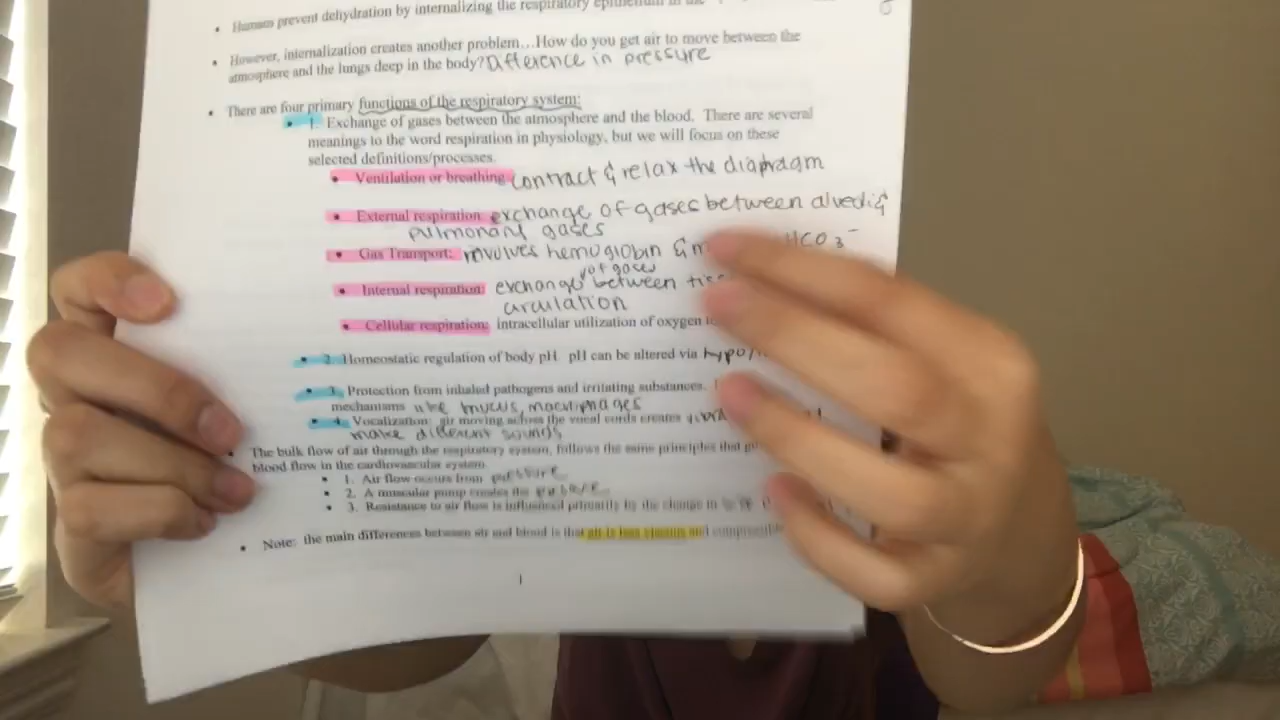 • Humans prevent dehydration by internalizing the respiratory epithelium in the
• However, internalization creates another problem…How do you get air to move between the
atmosphere and the lungs deep in the body? Difference in pressure
• There are four primary functions of the respiratory system:
• 1. Exchange of gases between the atmosphere and the blood. There are several
meanings to the word respiration in physiology, but we will focus on these
selected definitions/processes.
• Ventilation or breathing: contract & relax the diaphragm
• External respiration: exchange of gases between alveoli &
pulmonary gases
• Gas Transport: involves hemoglobin & HCO3-
of gases
• Internal respiration: exchange between
circulation
• Cellular respiration: intracellular utilization of oxygen
• 2. Homeostatic regulation of body pH. pH can be altered via hypo/
• 3. Protection from inhaled pathogens and irritating substances.
mechanisms like mucus, macrophages
• 4. Vocalization: air moving across the vocal cords creates
make different sounds
• The bulk flow of air through the respiratory system, follows the same principles that
blood flow in the cardiovascular system.
• 1. Air flow occurs from pressure
• 2. A muscular pump creates the pressure
• 3. Resistance to air flow is influenced primarily by the change in
• Note: the main differences between air and blood is that air is less viscous and compressible
1